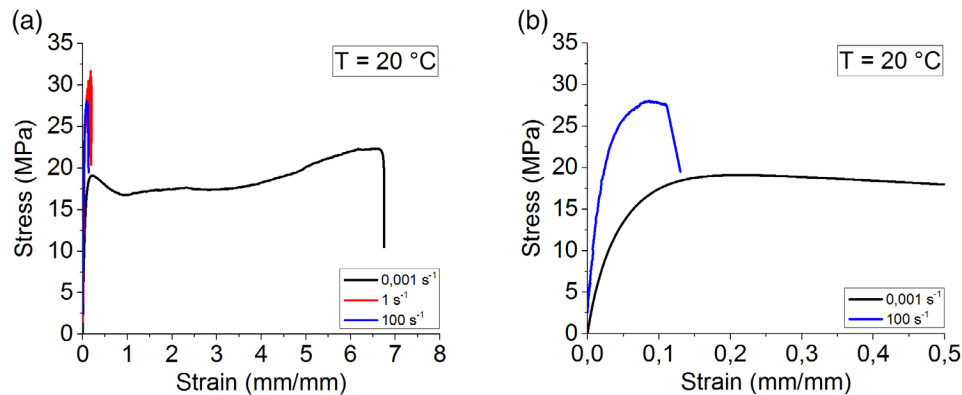 (a)
35
30
25
20
15
10
5
0
Stress (MPa)
T = 20 °C
0,001 s⁻¹
1 s⁻¹
100 s⁻¹
0 1 2 3 4 5 6 7 8
Strain (mm/mm)
(b)
35
30
25
20
15
10
5
0
Stress (MPa)
T = 20 °C
0,001 s⁻¹
100 s⁻¹
0,0 0,1 0,2 0,3 0,4 0,5
Strain (mm/mm)